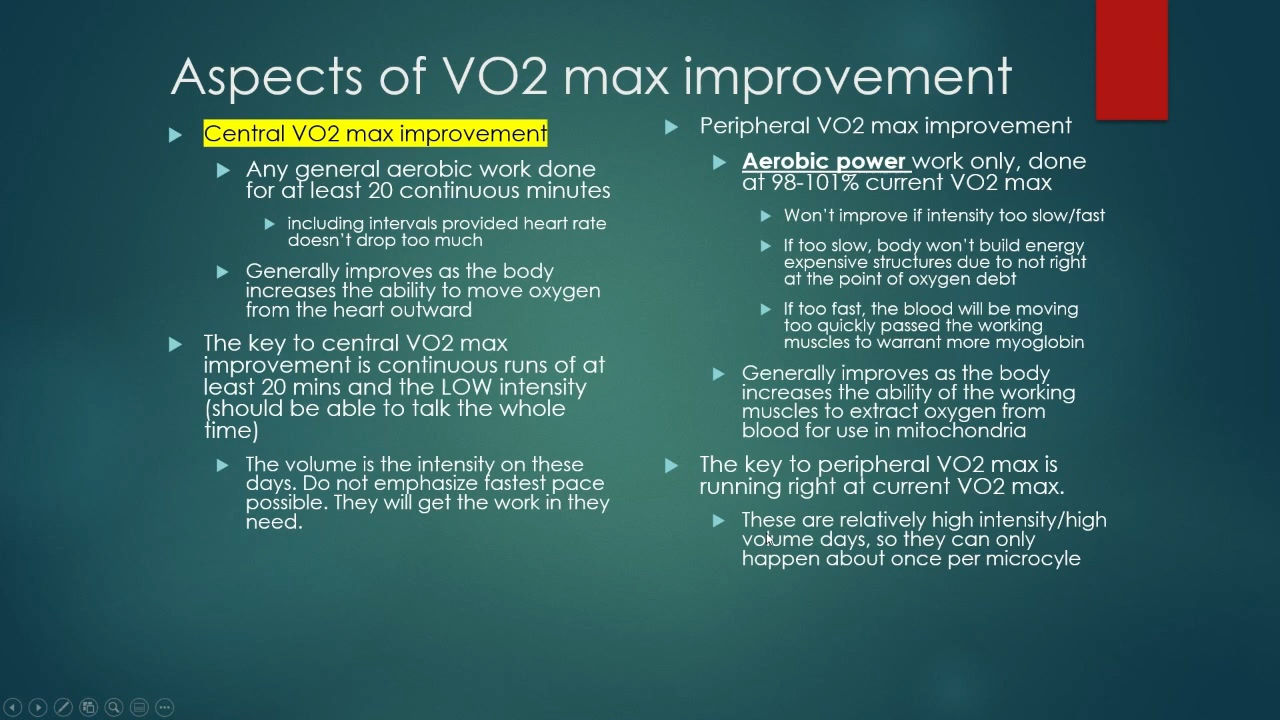 Aspects of VO2 max improvement
Central VO2 max improvement
Any general aerobic work done
for at least 20 continuous minutes
including intervals provided heart rate
doesn't drop too much
Generally improves as the body
increases the ability to move oxygen
from the heart outward
The key to central VO2 max
improvement is continuous runs of at
least 20 mins and the LOW intensity
(should be able to talk the whole
time)
The volume is the intensity on these
days. Do not emphasize fastest pace
possible. They will get the work in they
need.
Peripheral VO2 max improvement
Aerobic power work only, done
at 98-101% current VO2 max
Won't improve if intensity too slow/fast
If too slow, body won't build energy
expensive structures due to not right
at the point of oxygen debt
If too fast, the blood will be moving
too quickly passed the working
muscles to warrant more myoglobin
Generally improves as the body
increases the ability of the working
muscles to extract oxygen from
blood for use in mitochondria
The key to peripheral VO2 max is
running right at current VO2 max.
These are relatively high intensity/high
volume days, so they can only
happen about once per microcyle